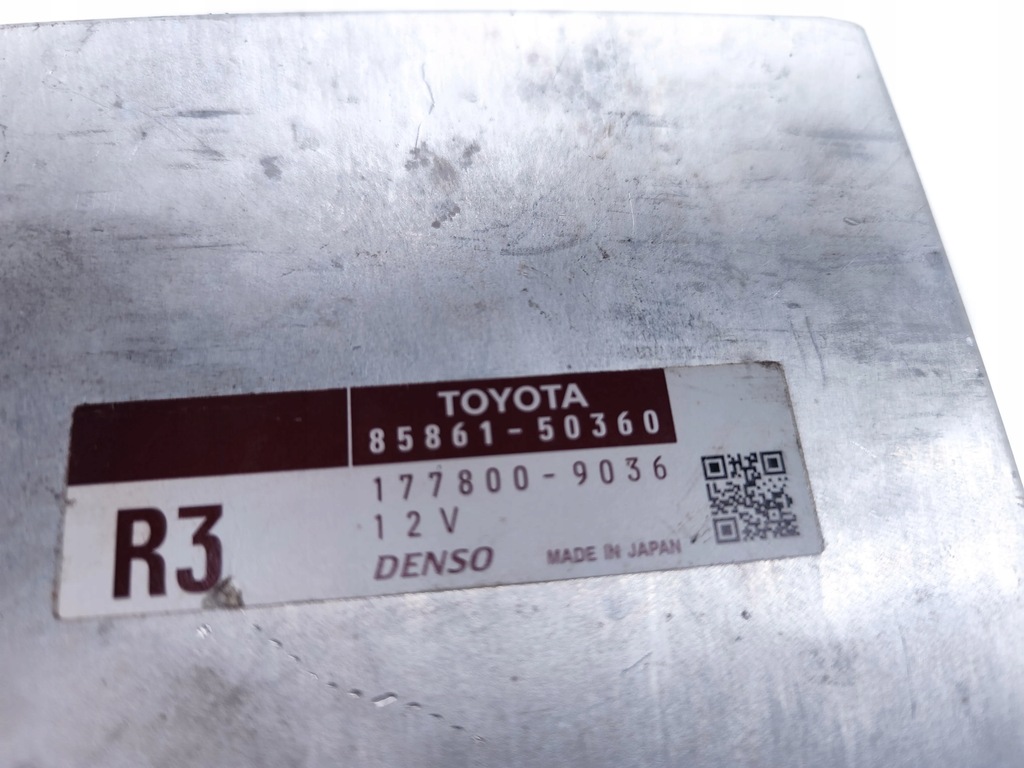 TOYOTA
85861-50360
177800-9036
12V
R3
DENSO MADE IN JAPAN